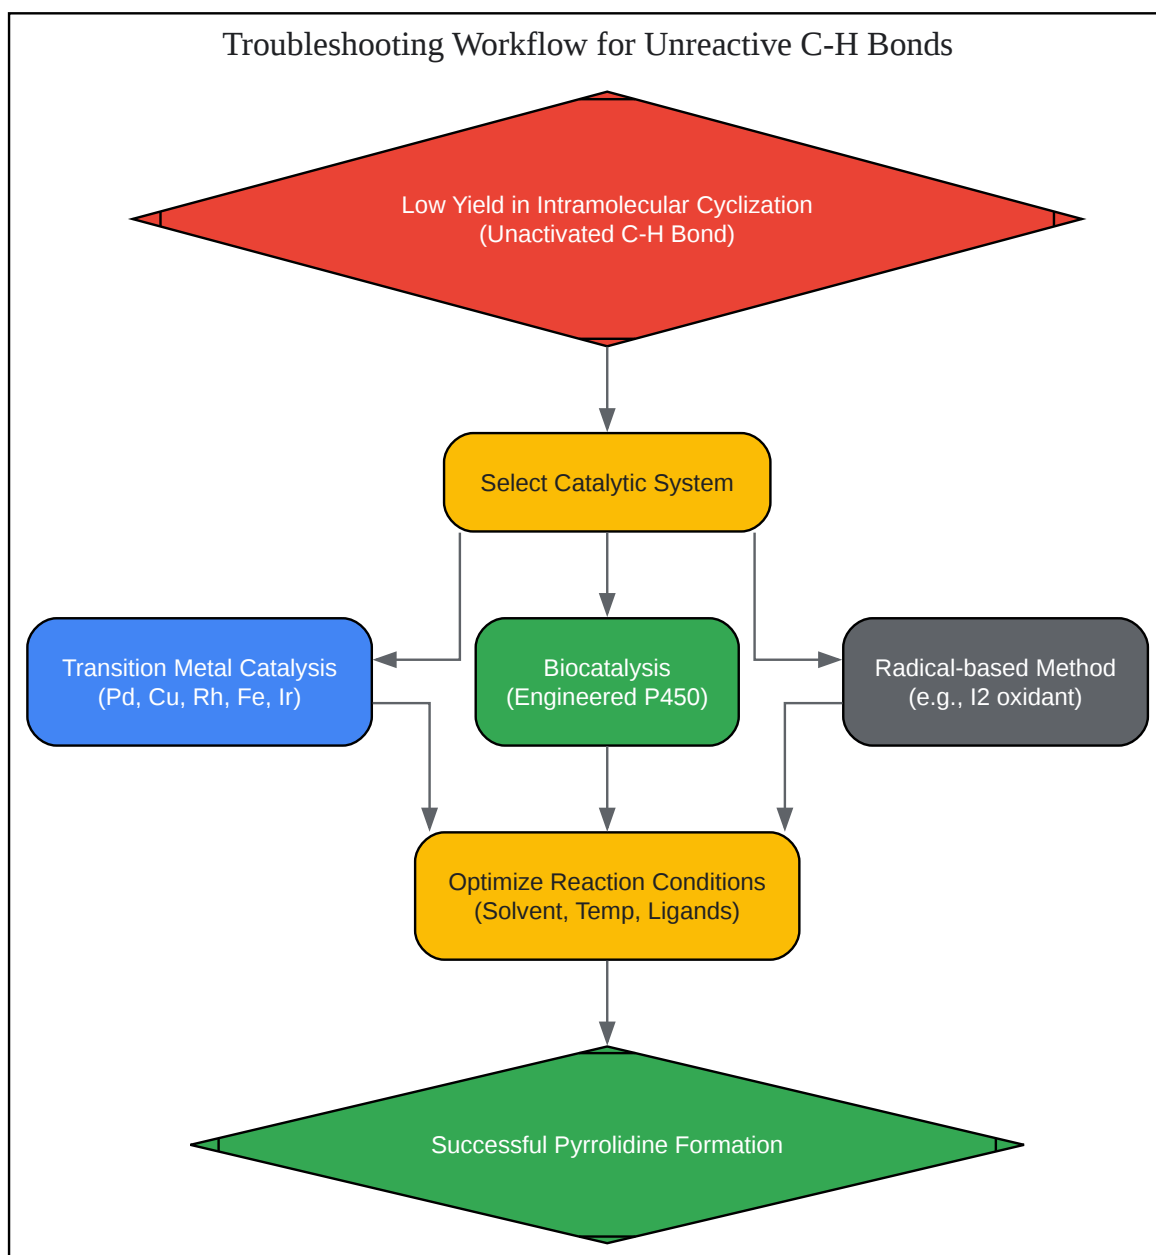 Troubleshooting Workflow for Unreactive C-H Bonds
Low Yield in Intramolecular Cyclization
(Unactivated C-H Bond)
Select Catalytic System
Transition Metal Catalysis
(Pd, Cu, Rh, Fe, Ir)
Biocatalysis
(Engineered P450)
Radical-based Method
(e.g., I2 oxidant)
Optimize Reaction Conditions
(Solvent, Temp, Ligands)
Successful Pyrrolidine Formation